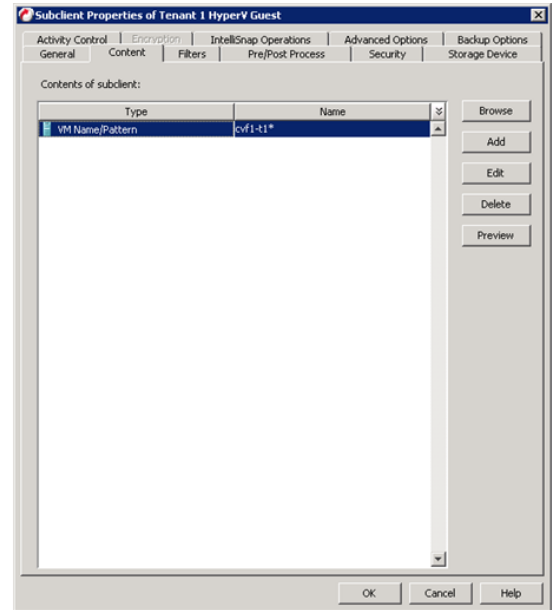 Subclient Properties of Tenant 1 HyperV Guest
Activity Control Encryption IntelliSnap Operations Advanced Options Backup Options
General Content Filters Pre/Post Process Security Storage Device
Contents of subclient:
Type Name
VM Name/Pattern cvf1-t1*
Browse
Add
Edit
Delete
Preview
OK Cancel Help